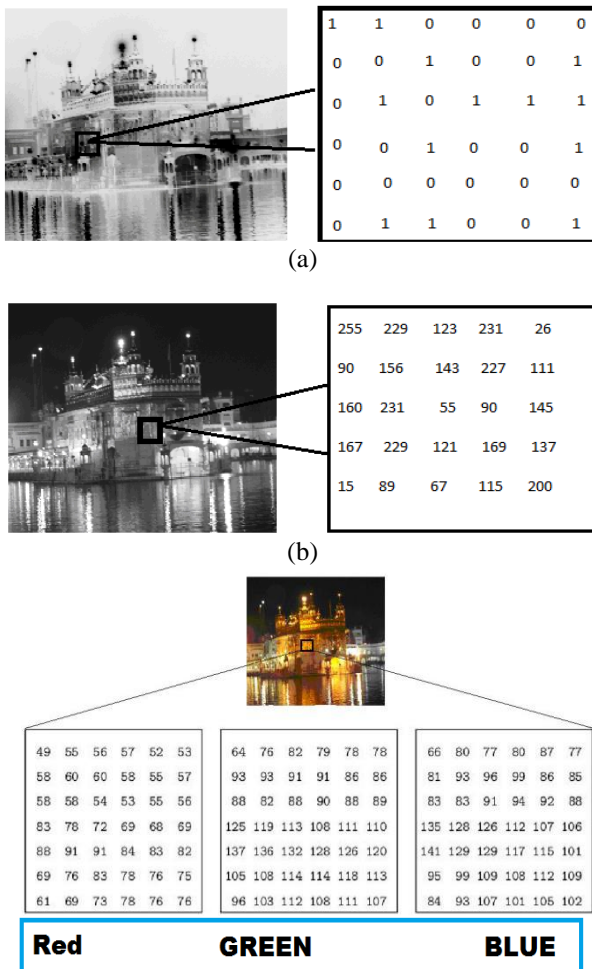 1 1 0 0 0 0
0 0 1 0 0 1
0 1 0 1 1 1
0 0 1 0 0 1
0 0 0 0 0 0
0 1 1 0 0 1
(a)
255 229 123 231 26
90 156 143 227 111
160 231 55 90 145
167 229 121 169 137
15 89 67 115 200
(b)
49 55 56 57 52 53
58 60 60 58 55 57
58 58 54 53 55 56
83 78 72 69 68 69
88 91 91 84 83 82
69 76 83 78 76 75
61 69 73 78 76 76
64 76 82 79 78 78
93 93 91 91 86 86
88 82 88 90 88 89
125 119 113 108 111 110
137 136 132 128 126 120
105 108 114 114 118 113
96 103 112 108 111 107
66 80 77 80 87 77
81 93 96 99 86 85
83 83 91 94 92 88
135 128 126 112 107 106
141 129 129 117 115 101
95 99 109 108 112 109
84 93 107 101 105 102
Red GREEN BLUE